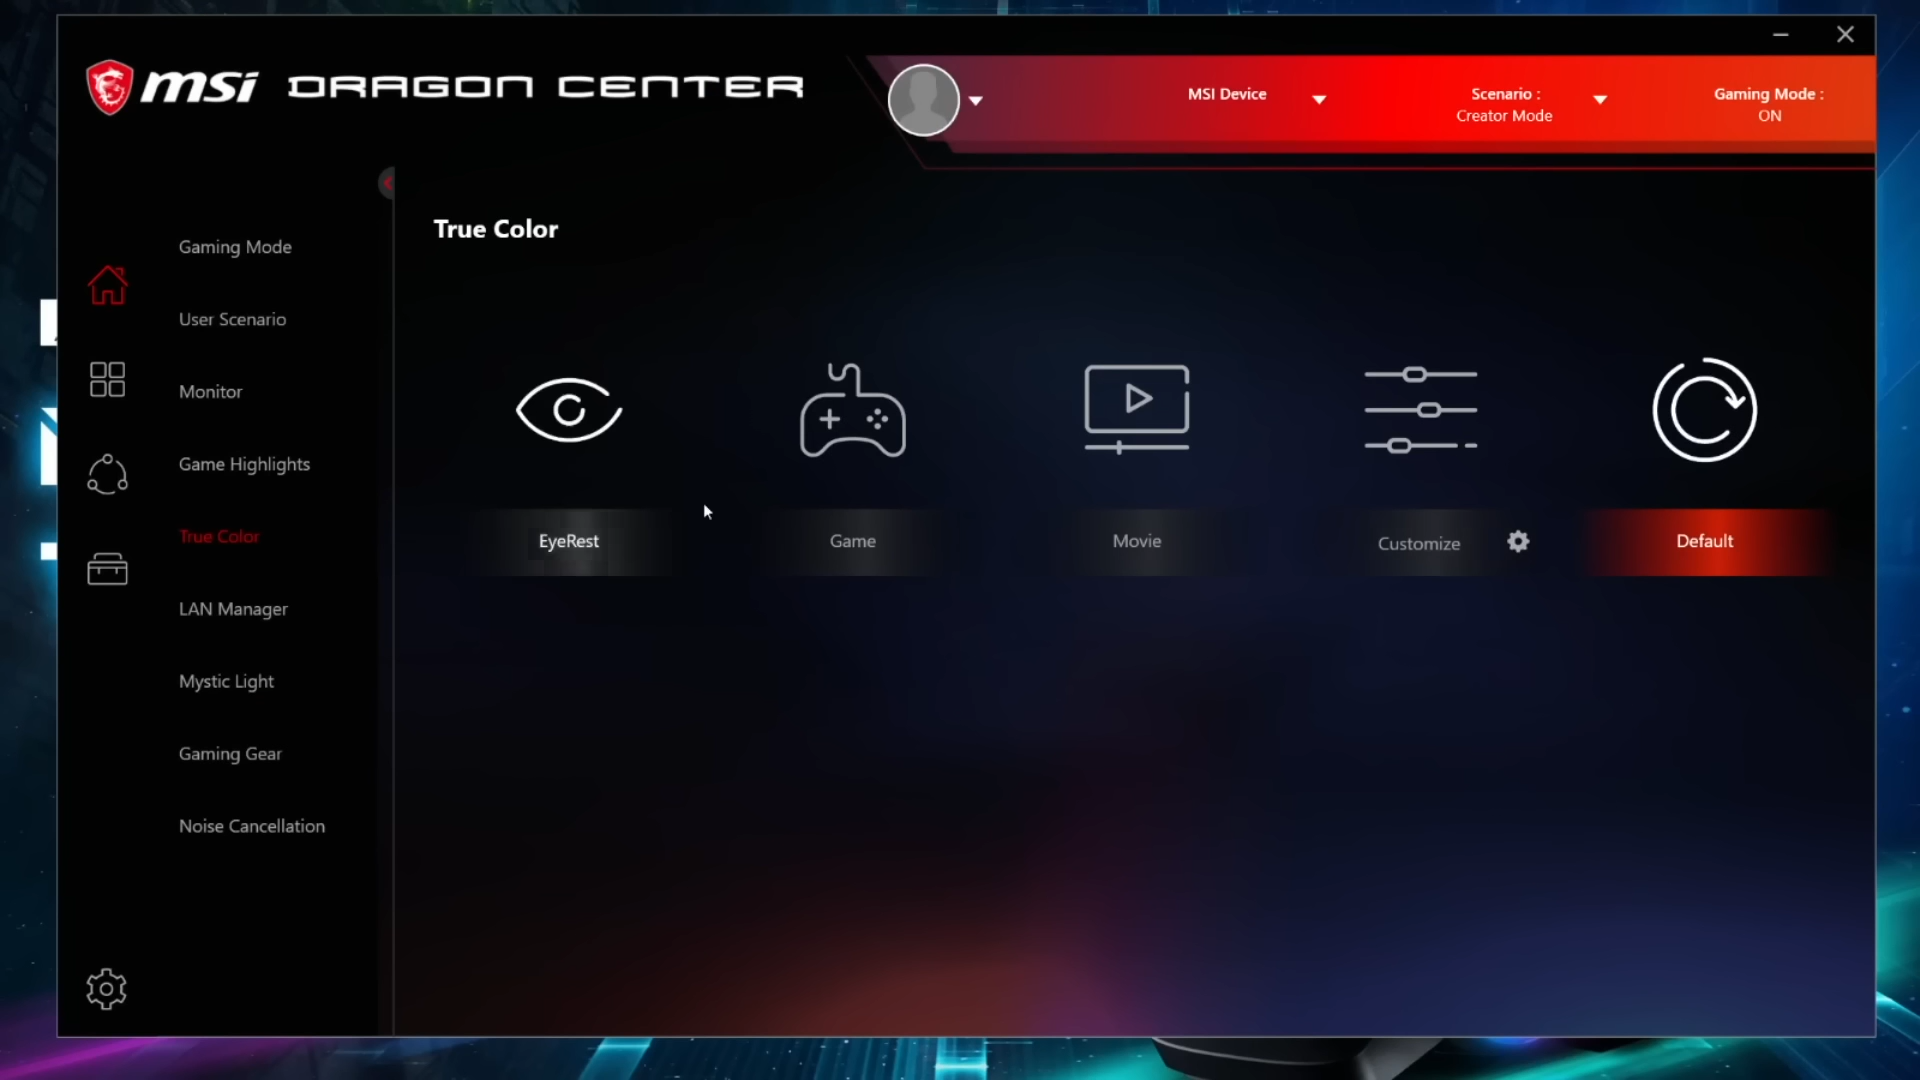 msi DRAGON CENTER
MSI Device
Scenario :
Creator Mode
Gaming Mode :
ON
Gaming Mode
User Scenario
Monitor
Game Highlights
True Color
LAN Manager
Mystic Light
Gaming Gear
Noise Cancellation
True Color
EyeRest
Game
Movie
Customize
Default